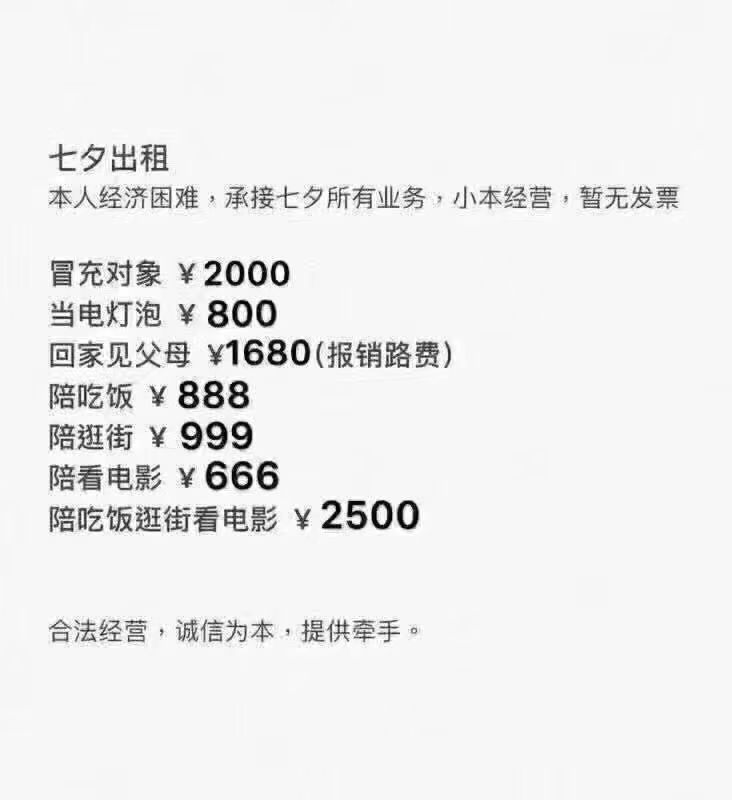 七夕出租
本人经济困难，承接七夕所有业务，小本经营，暂无发票
冒充对象 ¥ 2000
当电灯泡 ¥ 800
回家见父母 ¥1680(报销路费)
陪吃饭 ¥ 888
陪逛街 ¥ 999
陪看电影 ¥ 666
陪吃饭逛街看电影 ¥ 2500
合法经营，诚信为本，提供牵手。